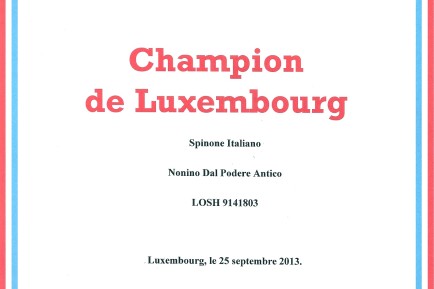 Champion
de Luxembourg
Spinone Italiano
Nonino Dal Podere Antico
LOSH 9141803
Luxembourg, le 25 septembre 2013.